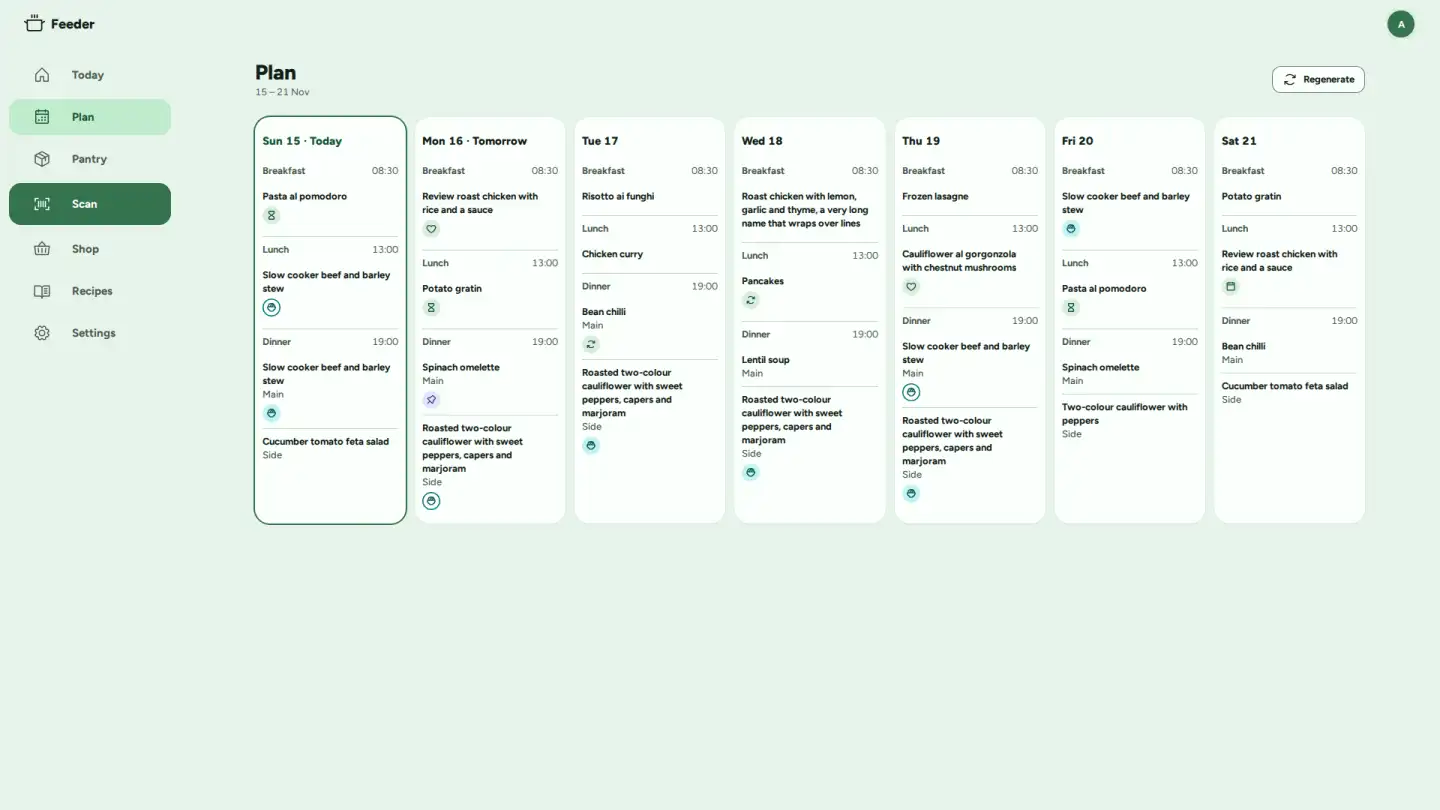 Feeder
A
Today
Plan
Pantry
Scan
Shop
Recipes
Settings
Plan
15 – 21 Nov
Regenerate
Sun 15 · Today
Breakfast 08:30
Pasta al pomodoro
Lunch 13:00
Slow cooker beef and barley
stew
Dinner 19:00
Slow cooker beef and barley
stew
Main
Cucumber tomato feta salad
Side
Mon 16 · Tomorrow
Breakfast 08:30
Review roast chicken with
rice and a sauce
Lunch 13:00
Potato gratin
Dinner 19:00
Spinach omelette
Main
Roasted two-colour
cauliflower with sweet
peppers, capers and
marjoram
Side
Tue 17
Breakfast 08:30
Risotto ai funghi
Lunch 13:00
Chicken curry
Dinner 19:00
Bean chilli
Main
Roasted two-colour
cauliflower with sweet
peppers, capers and
marjoram
Side
Wed 18
Breakfast 08:30
Roast chicken with lemon,
garlic and thyme, a very long
name that wraps over lines
Lunch 13:00
Pancakes
Dinner 19:00
Lentil soup
Main
Roasted two-colour
cauliflower with sweet
peppers, capers and
marjoram
Side
Thu 19
Breakfast 08:30
Frozen lasagne
Lunch 13:00
Cauliflower al gorgonzola
with chestnut mushrooms
Dinner 19:00
Slow cooker beef and barley
stew
Main
Roasted two-colour
cauliflower with sweet
peppers, capers and
marjoram
Side
Fri 20
Breakfast 08:30
Slow cooker beef and barley
stew
Lunch 13:00
Pasta al pomodoro
Dinner 19:00
Spinach omelette
Main
Two-colour cauliflower with
peppers
Side
Sat 21
Breakfast 08:30
Potato gratin
Lunch 13:00
Review roast chicken with
rice and a sauce
Dinner 19:00
Bean chilli
Main
Cucumber tomato feta salad
Side